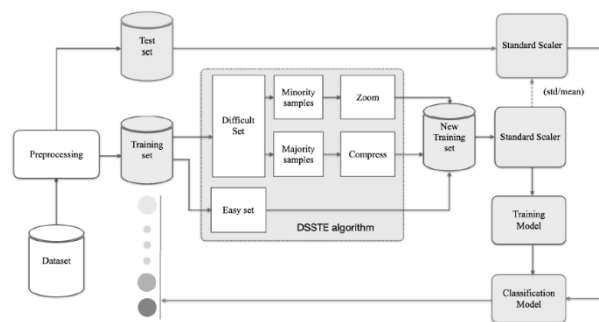 Test
set
Standard Scaler
(std/mean)
Preprocessing
Training
set
Difficult
Set
Minority
samples
Zoom
Majority
samples
Compress
Easy set
DSSTE algorithm
New
Training
set
Standard Scaler
Training
Model
Dataset
Classification
Model